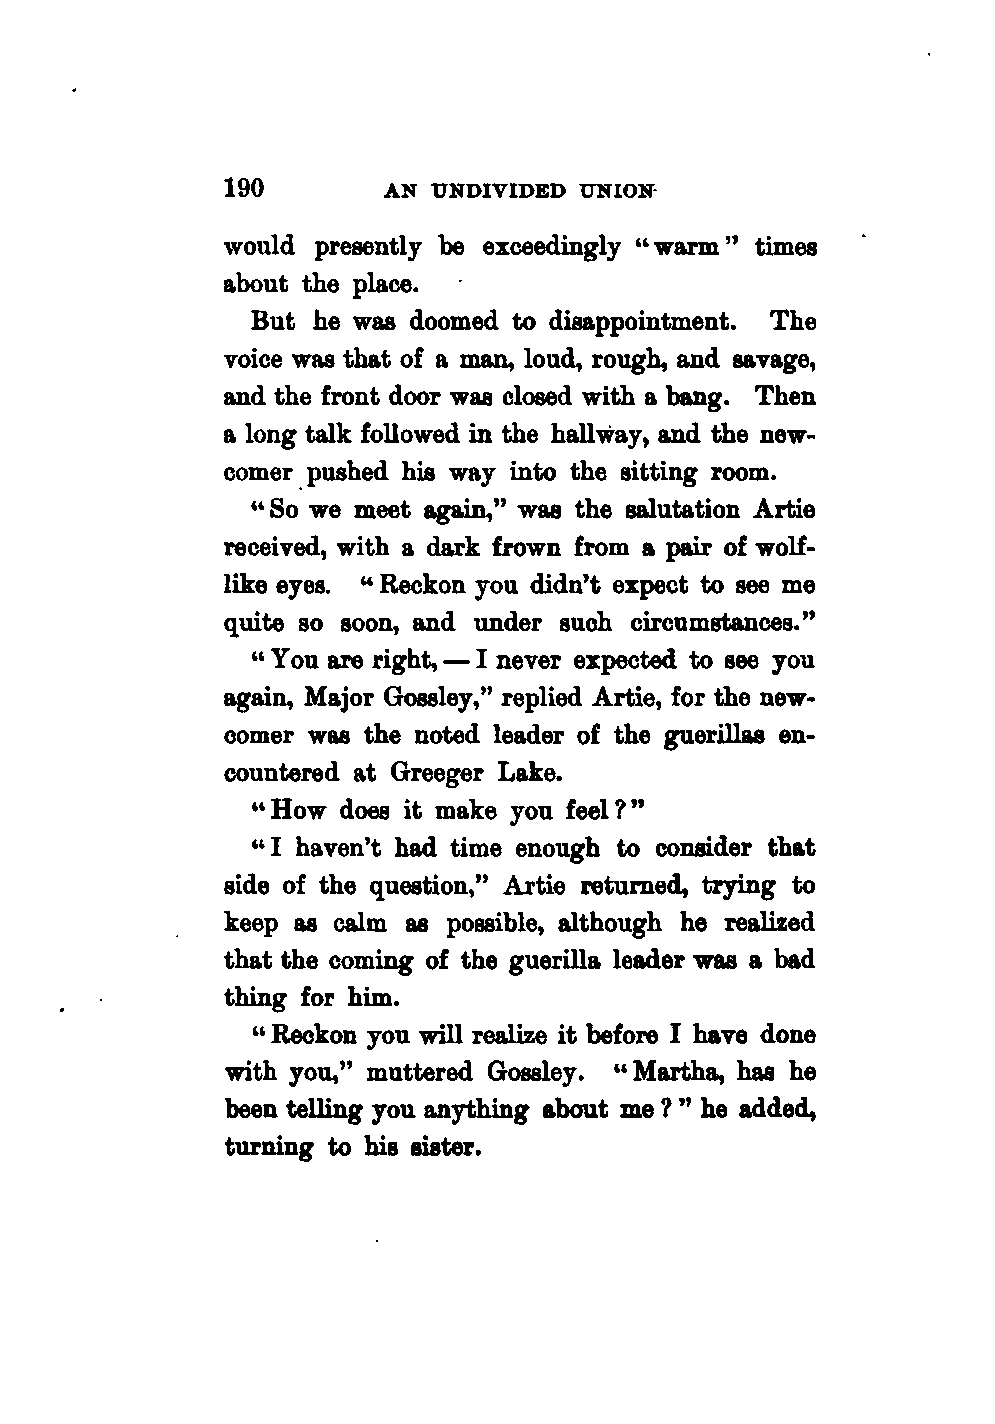 190 AN UNDIVIDED UNION
would presently be exceedingly "warm" times
about the place.
But he was doomed to disappointment. The
voice was that of a man, loud, rough, and savage,
and the front door was closed with a bang. Then
a long talk followed in the hallway, and the new-
comer pushed his way into the sitting room.
"So we meet again," was the salutation Artie
received, with a dark frown from a pair of wolf-
like eyes. "Reckon you didn't expect to see me
quite so soon, and under such circumstances."
"You are right,—I never expected to see you
again, Major Gossley," replied Artie, for the new-
comer was the noted leader of the guerillas en-
countered at Greeger Lake.
"How does it make you feel?"
"I haven't had time enough to consider that
side of the question," Artie returned, trying to
keep as calm as possible, although he realized
that the coming of the guerilla leader was a bad
thing for him.
"Reckon you will realize it before I have done
with you," muttered Gossley. "Martha, has he
been telling you anything about me?" he added,
turning to his sister.